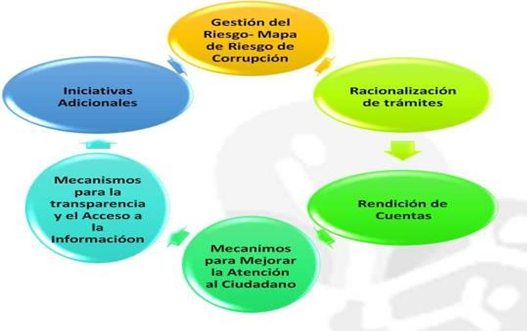 Gestión del
Riesgo- Mapa
de Riesgo de
Corrupción
Racionalización
de trámites
Rendición de
Cuentas
Mecanimos
para Mejorar
la Atención
al Ciudadano
Mecanismos
para la
transparencia
y el Acceso a
la
Informacióon
Iniciativas
Adicionales